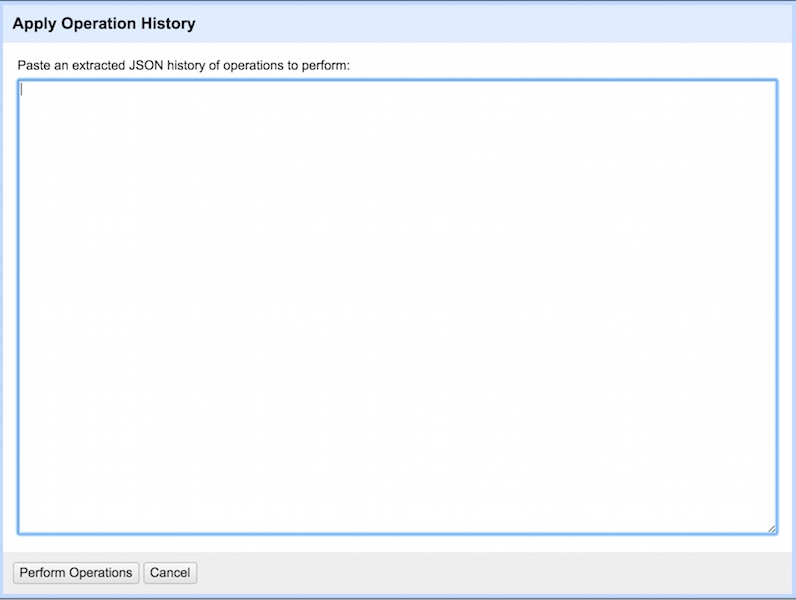 Apply Operation History
Paste an extracted JSON history of operations to perform:
Perform Operations Cancel